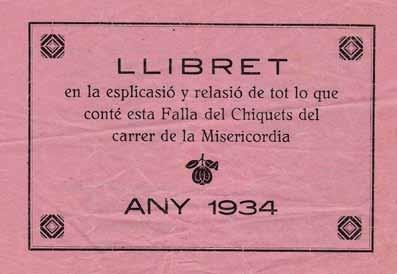 LLIBRET
en la esplicasió y relasió de tot lo que
conté esta Falla del Chiquets del
carrer de la Misericordia
ANY 1934